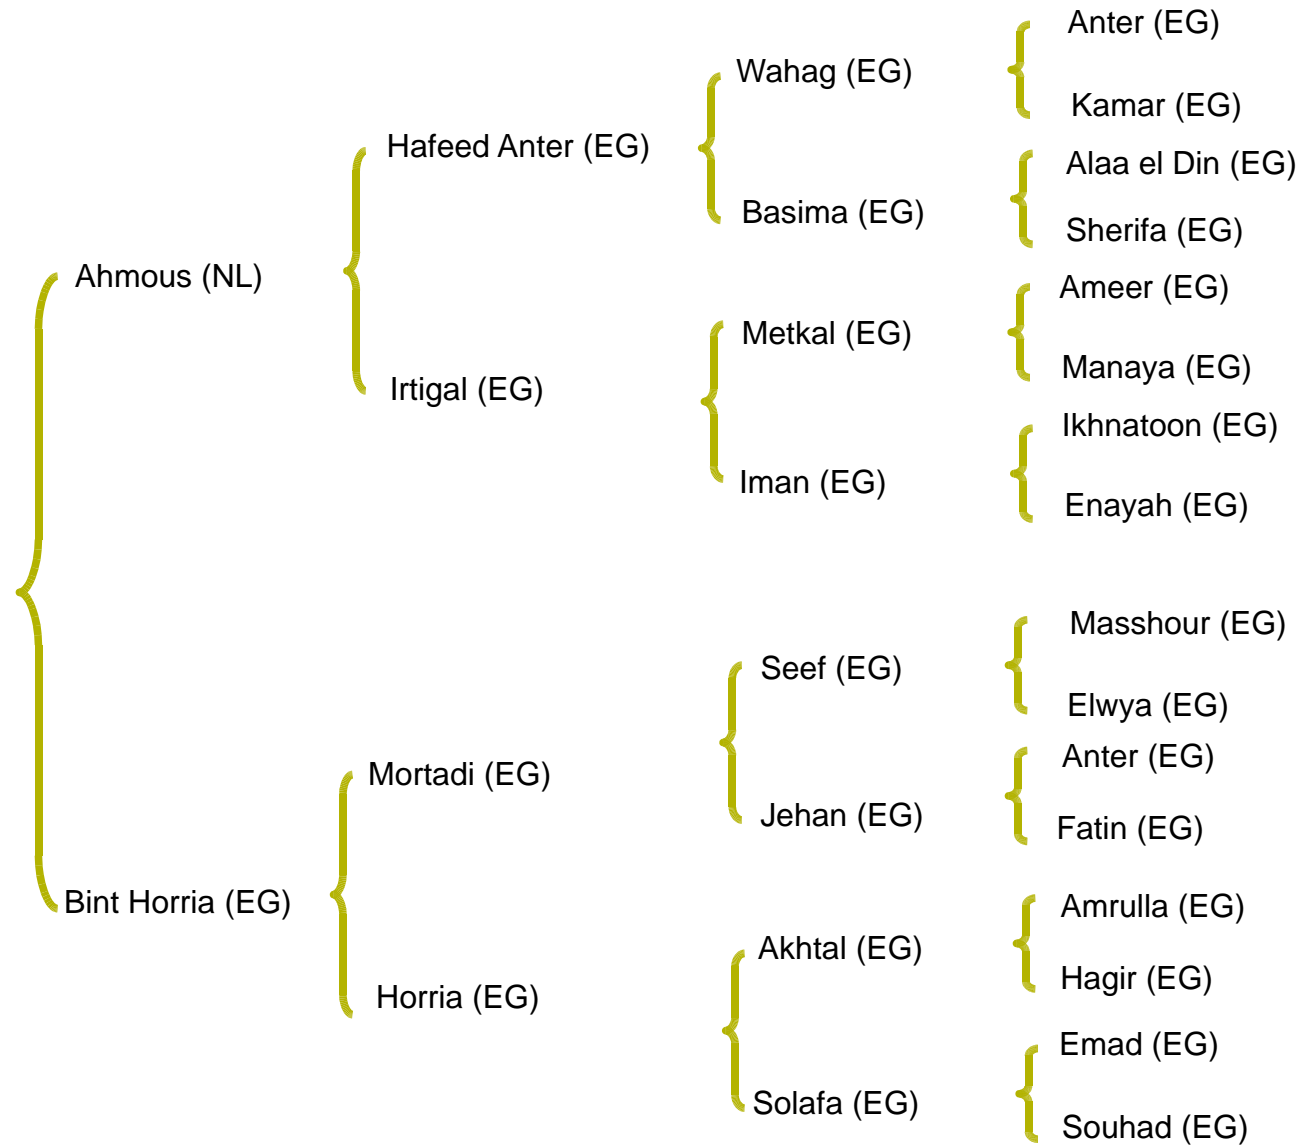 Anter (EG)
Wahag (EG)
Kamar (EG)
Hafeed Anter (EG)
Alaa el Din (EG)
Basima (EG)
Sherifa (EG)
Ahmous (NL)
Ameer (EG)
Metkal (EG)
Manaya (EG)
Irtigal (EG)
Ikhnatoon (EG)
Iman (EG)
Enayah (EG)
Masshour (EG)
Seef (EG)
Elwya (EG)
Mortadi (EG)
Anter (EG)
Jehan (EG)
Fatin (EG)
Bint Horria (EG)
Amrulla (EG)
Akhtal (EG)
Hagir (EG)
Horria (EG)
Emad (EG)
Solafa (EG)
Souhad (EG)